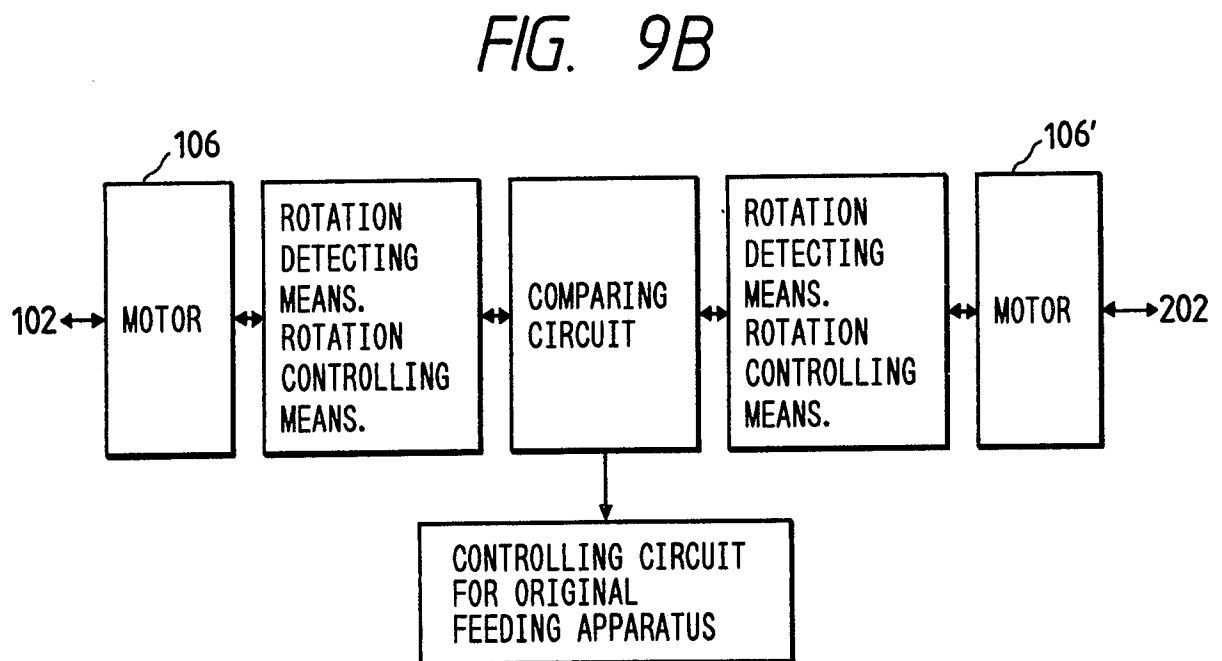 FIG. 9B
106
106'
102
MOTOR
ROTATION
DETECTING
MEANS.
ROTATION
CONTROLLING
MEANS.
COMPARING
CIRCUIT
ROTATION
DETECTING
MEANS.
ROTATION
CONTROLLING
MEANS.
MOTOR
202
CONTROLLING CIRCUIT
FOR ORIGINAL
FEEDING APPARATUS